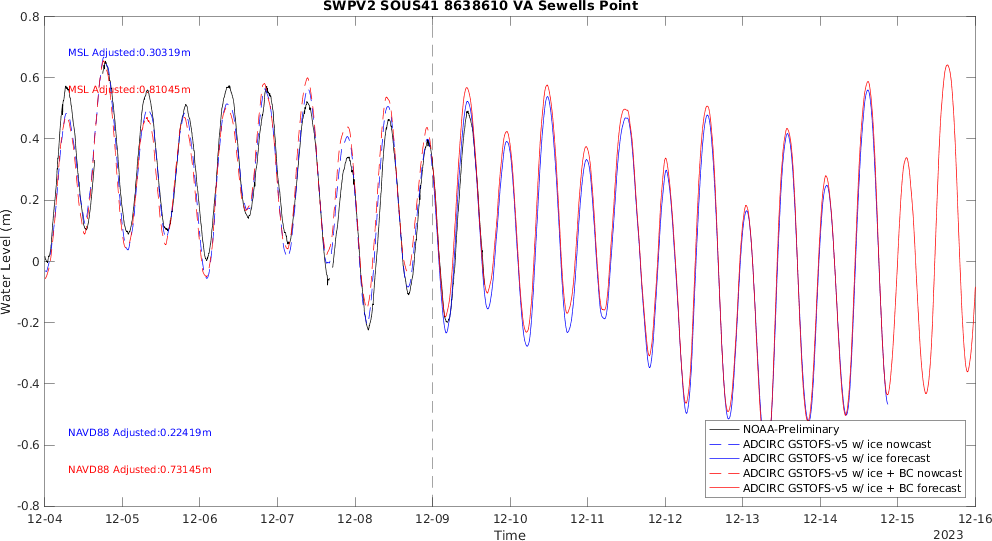 SWPV2 SOUS41 8638610 VA Sewells Point
0.8
0.6
0.4
0.2
0
-0.2
-0.4
-0.6
-0.8
Water Level (m)
MSL Adjusted:0.30319m
MSL Adjusted:0.81045m
NAVD88 Adjusted:0.22419m
NAVD88 Adjusted:0.73145m
NOAA-Preliminary
ADCIRC GSTOFS-v5 w/ ice nowcast
ADCIRC GSTOFS-v5 w/ ice forecast
ADCIRC GSTOFS-v5 w/ ice + BC nowcast
ADCIRC GSTOFS-v5 w/ ice + BC forecast
12-04 12-05 12-06 12-07 12-08 12-09 12-10 12-11 12-12 12-13 12-14 12-15 12-16
Time
2023